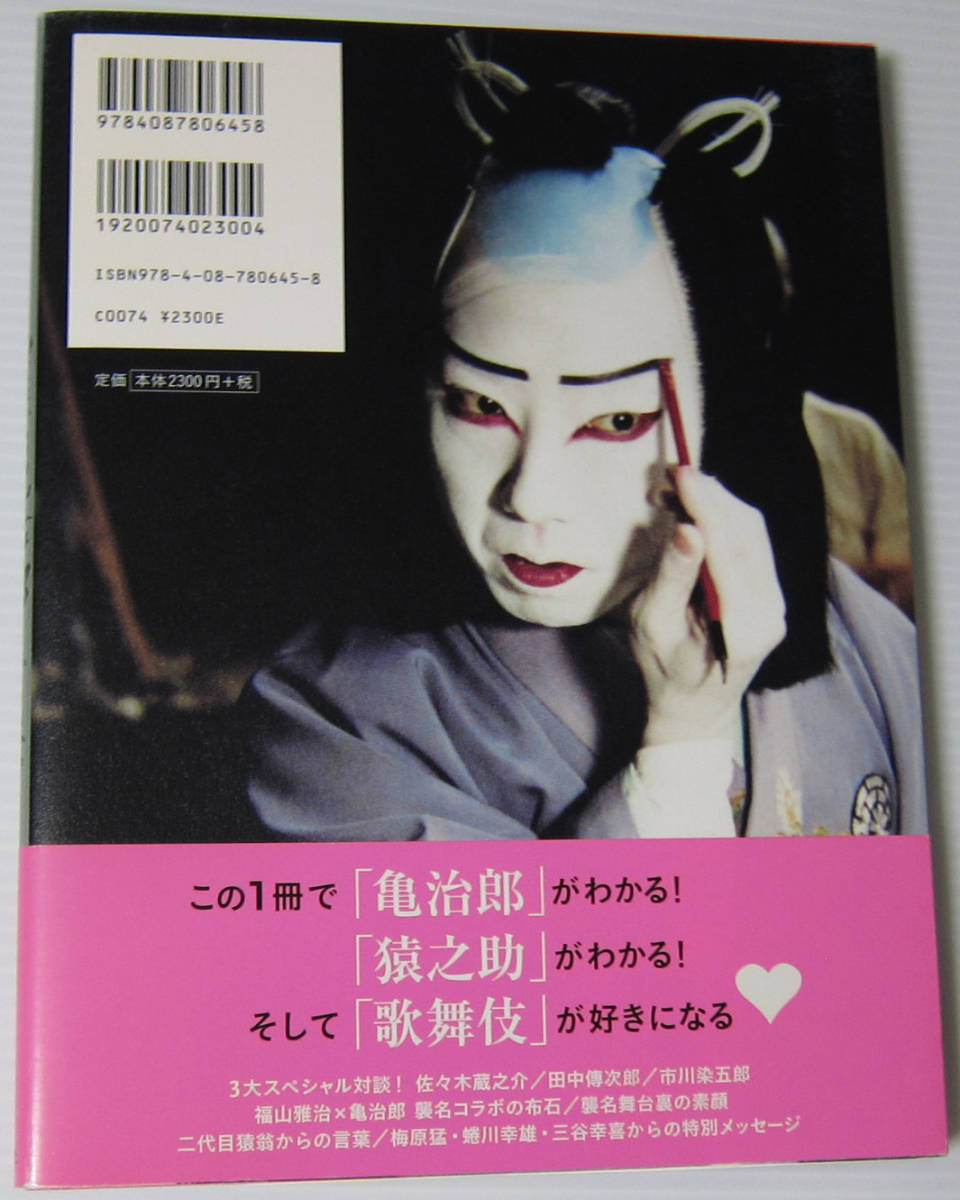 9784087806458
1920074023004
ISBN978-4-08-780645-8
C0074 ¥2300E
定価 本体2300円+税
この1冊で「亀治郎」がわかる!
「猿之助」がわかる!
そして「歌舞伎」が好きになる
3大スペシャル対談! 佐々木蔵之介/田中傳次郎/市川染五郎
福山雅治×亀治郎 襲名コラボの布石/襲名舞台裏の素顔
二代目猿翁からの言葉/梅原猛・蜷川幸雄・三谷幸喜からの特別メッセージ